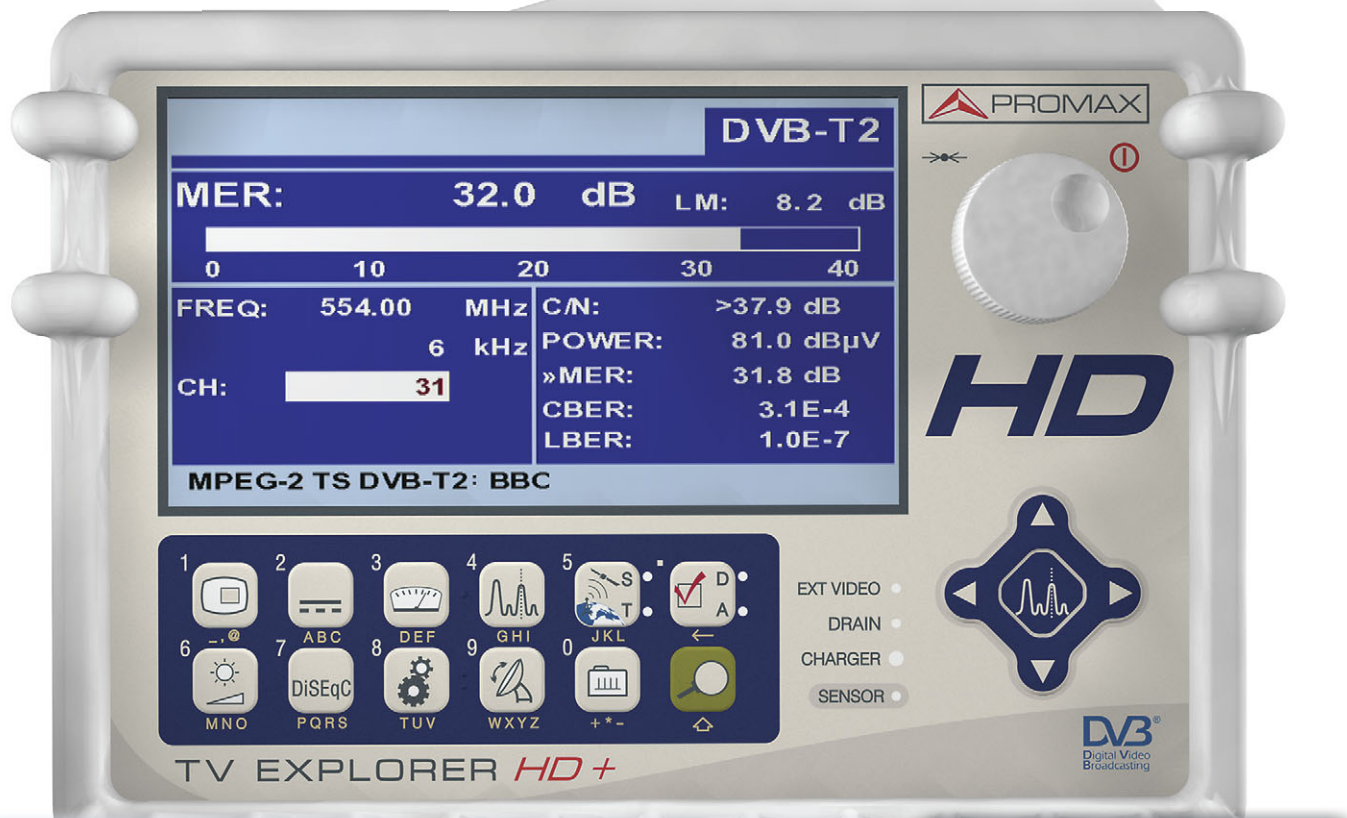 DVB-T2
MER: 32.0 dB LM: 8.2 dB
0 10 20 30 40
FREQ: 554.00 MHz
6 kHz
CH: 31
C/N: >37.9 dB
POWER: 81.0 dBµV
»MER: 31.8 dB
CBER: 3.1E-4
LBER: 1.0E-7
MPEG-2 TS DVB-T2: BBC
PROMAX
HD
1 2 3 4 5
S D
T A
_,@ ABC DEF GHI JKL ←
6 7 8 9 0
DiSEqC
MNO PQRS TUV WXYZ +*-
EXT VIDEO
DRAIN
CHARGER
SENSOR
DVB®
Digital Video
Broadcasting
TV EXPLORER HD+